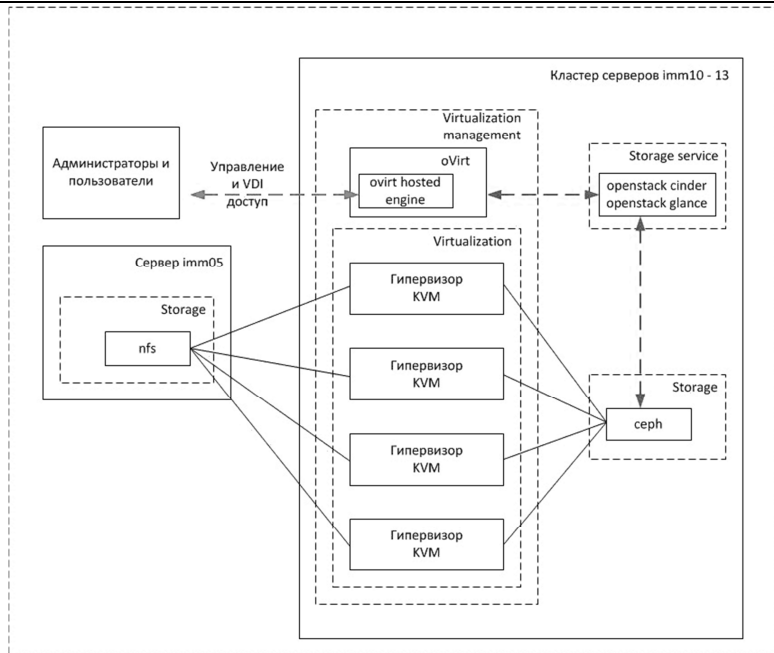 Кластер серверов imm10 - 13
Virtualization
management
Администраторы и
пользователи
Управление
и VDI
доступ
oVirt
ovirt hosted
engine
Storage service
openstack cinder
openstack glance
Сервер imm05
Storage
nfs
Virtualization
Гипервизор
KVM
Гипервизор
KVM
Гипервизор
KVM
Гипервизор
KVM
Storage
ceph